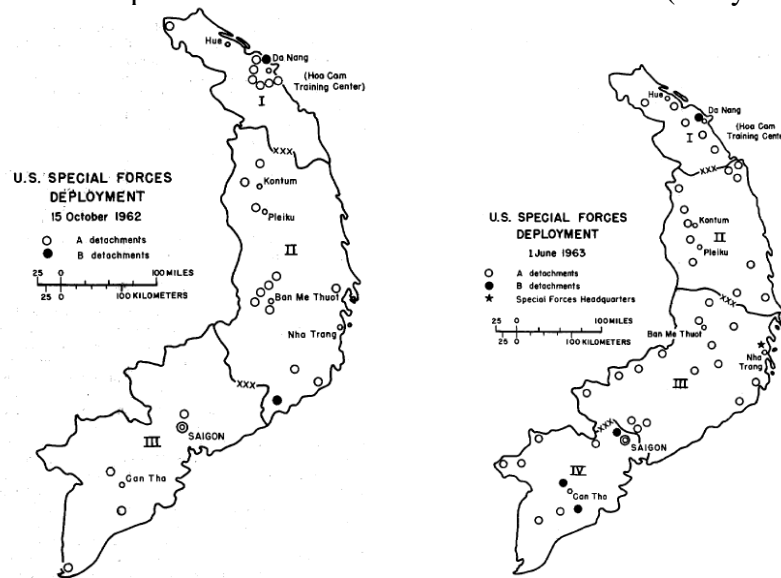 (
Hue
Da Nang
(Hoa Cam
Training Center)
I
XXX
U.S. SPECIAL FORCES
DEPLOYMENT
15 October 1962
A detachments
B detachments
25 0 100 MILES
25 0 100 KILOMETERS
Kontum
Pleiku
II
Ban Me Thuot
Nha Trang
XXX
III
SAIGON
Can Tho
Hue
Da Nang
(Hoa Cam
Training Center)
I
XXX
U.S. SPECIAL FORCES
DEPLOYMENT
1 June 1963
A detachments
B detachments
Special Forces Headquarters
25 0 100 MILES
25 0 100 KILOMETERS
Kontum
II
Pleiku
XXX
Ban Me Thuot
Nha
Trang
III
XXX
SAIGON
IV
Can Tho